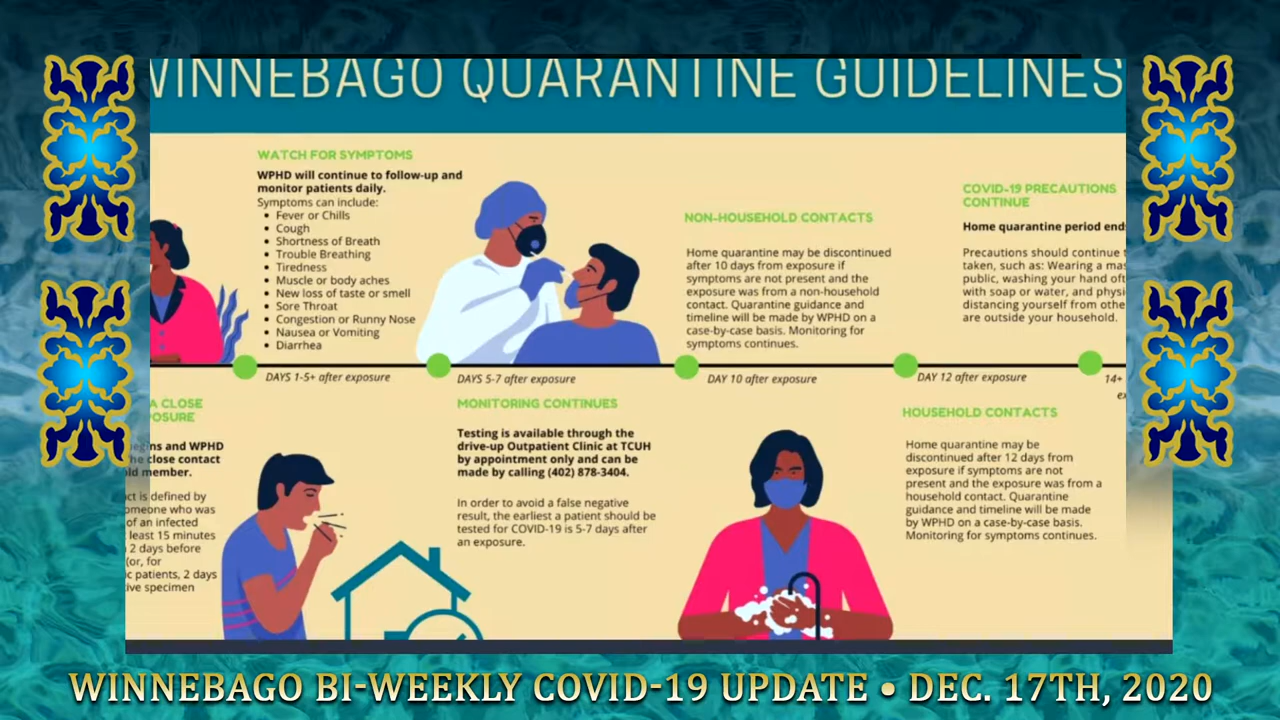 WINNEBAGO QUARANTINE GUIDELINES
WATCH FOR SYMPTOMS
WPHD will continue to follow-up and
monitor patients daily.
Symptoms can include:
• Fever or Chills
• Cough
• Shortness of Breath
• Trouble Breathing
• Tiredness
• Muscle or body aches
• New loss of taste or smell
• Sore Throat
• Congestion or Runny Nose
• Nausea or Vomiting
• Diarrhea
NON-HOUSEHOLD CONTACTS
Home quarantine may be discontinued
after 10 days from exposure if
symptoms are not present and the
exposure was from a non-household
contact. Quarantine guidance and
timeline will be made by WPHD on a
case-by-case basis. Monitoring for
symptoms continues.
COVID-19 PRECAUTIONS
CONTINUE
Home quarantine period
Precautions should continue
taken, such as: Wearing a
public, washing your hand
with soap or water, and
distancing yourself from
are outside your household.
DAYS 1-5+ after exposure
DAYS 5-7 after exposure
DAY 10 after exposure
DAY 12 after exposure
14+
A CLOSE
and WPHD
close contact
member.
is defined by
who was
of an infected
least 15 minutes
2 days before
(or, for
patients, 2 days
specimen
MONITORING CONTINUES
Testing is available through the
drive-up Outpatient Clinic at TCUH
by appointment only and can be
made by calling (402) 878-3404.
In order to avoid a false negative
result, the earliest a patient should be
tested for COVID-19 is 5-7 days after
an exposure.
HOUSEHOLD CONTACTS
Home quarantine may be
discontinued after 12 days from
exposure if symptoms are not
present and the exposure was from a
household contact. Quarantine
guidance and timeline will be made
by WPHD on a case-by-case basis.
Monitoring for symptoms continues.
WINNEBAGO BI-WEEKLY COVID-19 UPDATE • DEC. 17TH, 2020